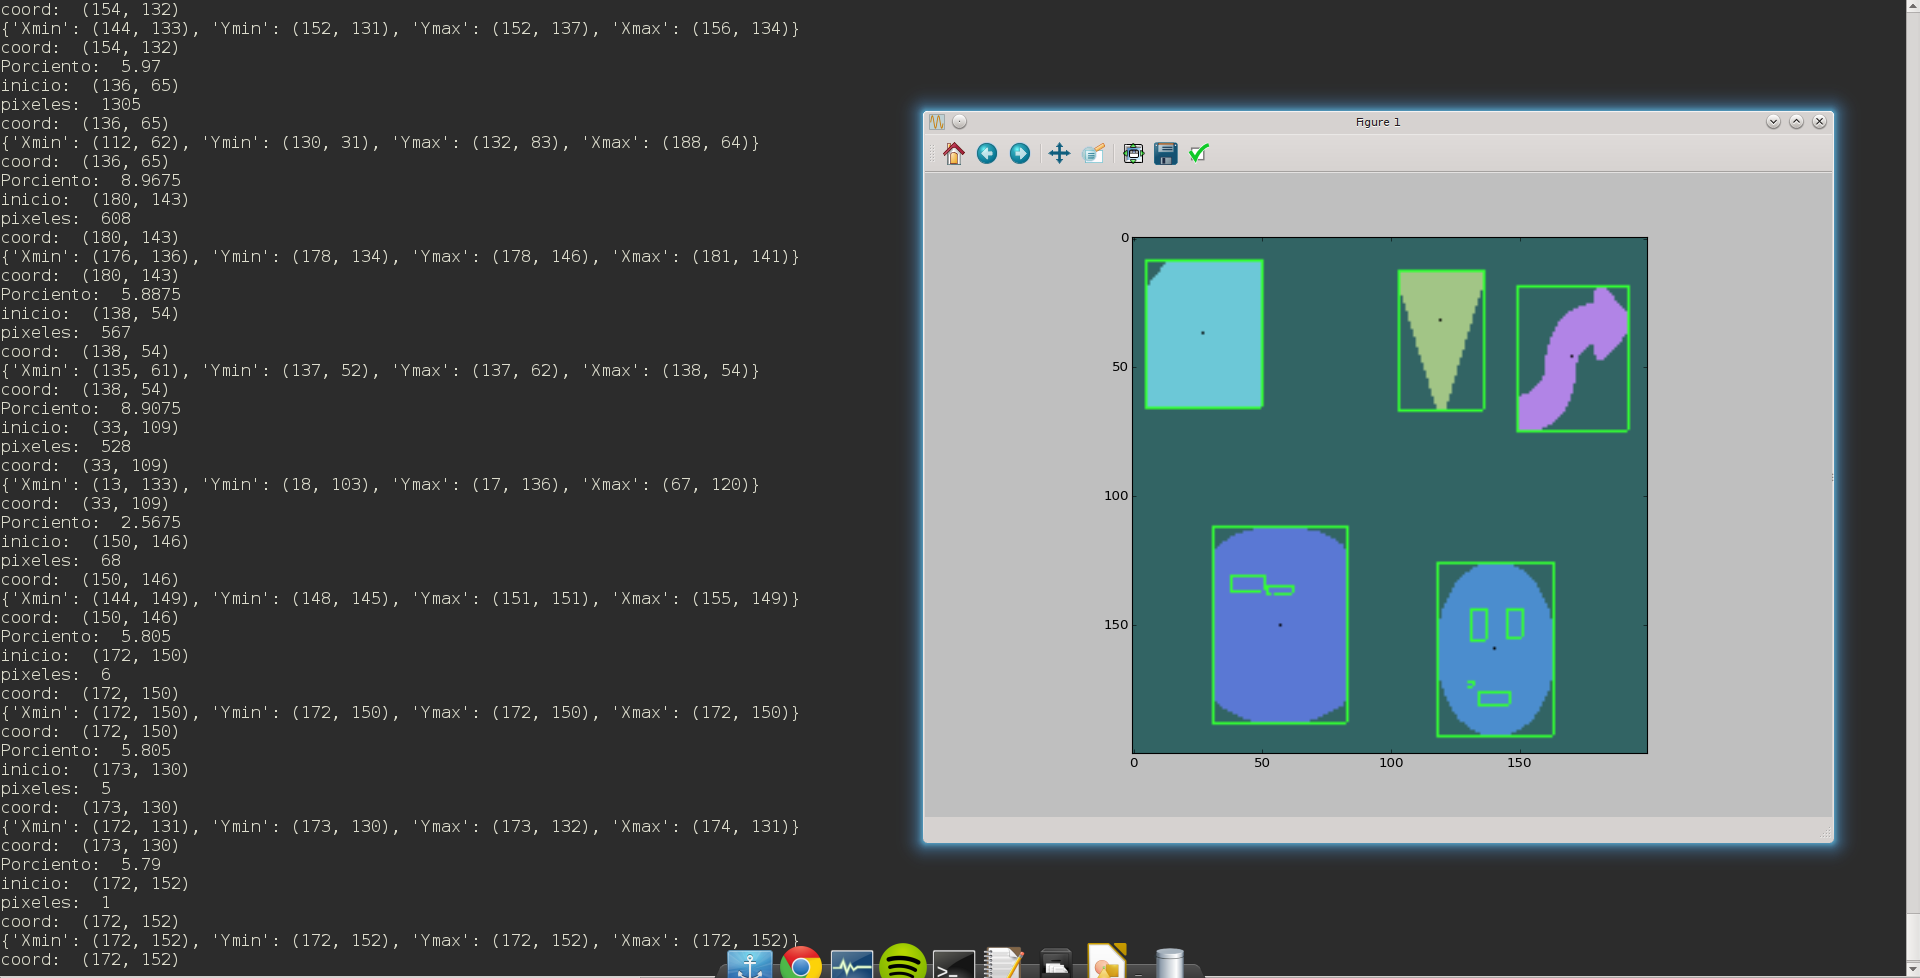 coord:  (154, 132)
{'Xmin': (144, 133), 'Ymin': (152, 131), 'Ymax': (152, 137), 'Xmax': (156, 134)}
coord:  (154, 132)
Porciento:  5.97
inicio:  (136, 65)
pixeles:  1305
coord:  (136, 65)
{'Xmin': (112, 62), 'Ymin': (130, 31), 'Ymax': (132, 83), 'Xmax': (188, 64)}
coord:  (136, 65)
Porciento:  8.9675
inicio:  (180, 143)
pixeles:  608
coord:  (180, 143)
{'Xmin': (176, 136), 'Ymin': (178, 134), 'Ymax': (178, 146), 'Xmax': (181, 141)}
coord:  (180, 143)
Porciento:  5.8875
inicio:  (138, 54)
pixeles:  567
coord:  (138, 54)
{'Xmin': (135, 61), 'Ymin': (137, 52), 'Ymax': (137, 62), 'Xmax': (138, 54)}
coord:  (138, 54)
Porciento:  8.9075
inicio:  (33, 109)
pixeles:  528
coord:  (33, 109)
{'Xmin': (13, 133), 'Ymin': (18, 103), 'Ymax': (17, 136), 'Xmax': (67, 120)}
coord:  (33, 109)
Porciento:  2.5675
inicio:  (150, 146)
pixeles:  68
coord:  (150, 146)
{'Xmin': (144, 149), 'Ymin': (148, 145), 'Ymax': (151, 151), 'Xmax': (155, 149)}
coord:  (150, 146)
Porciento:  5.805
inicio:  (172, 150)
pixeles:  6
coord:  (172, 150)
{'Xmin': (172, 150), 'Ymin': (172, 150), 'Ymax': (172, 150), 'Xmax': (172, 150)}
coord:  (172, 150)
Porciento:  5.805
inicio:  (173, 130)
pixeles:  5
coord:  (173, 130)
{'Xmin': (172, 131), 'Ymin': (173, 130), 'Ymax': (173, 132), 'Xmax': (174, 131)}
coord:  (173, 130)
Porciento:  5.79
inicio:  (172, 152)
pixeles:  1
coord:  (172, 152)
{'Xmin': (172, 152), 'Ymin': (172, 152), 'Ymax': (172, 152), 'Xmax': (172, 152)}
coord:  (172, 152)
Figure 1
0
50
100
150
0 50 100 150
>_